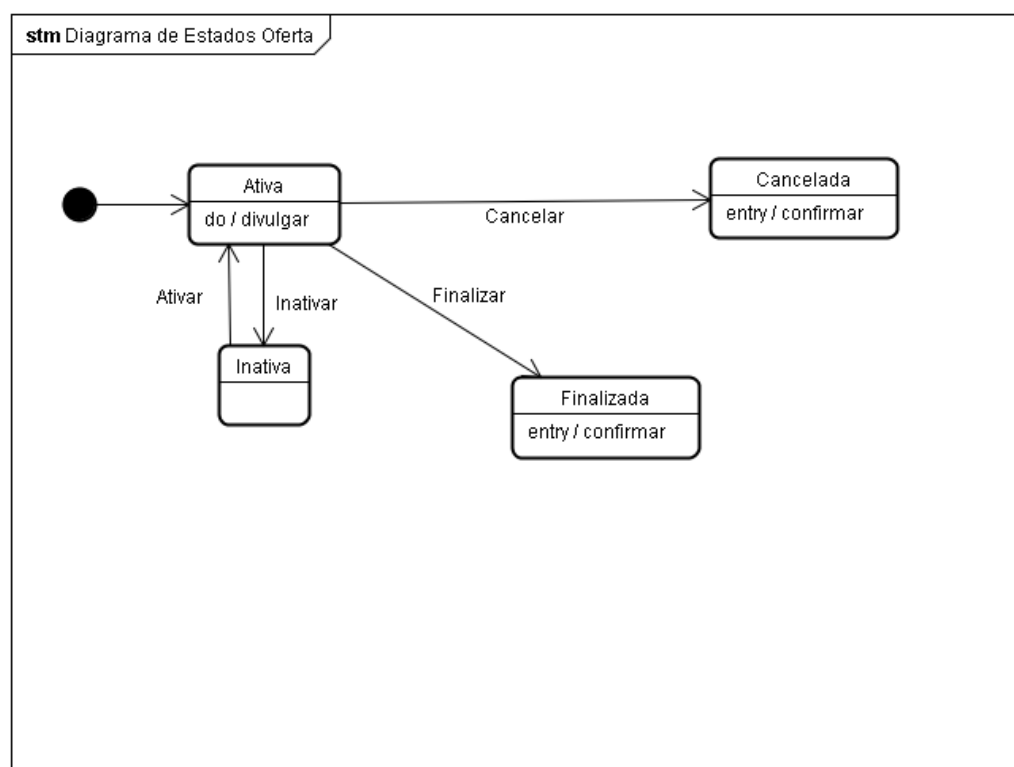 stm Diagrama de Estados Oferta
Ativa
do / divulgar
Cancelar
Cancelada
entry / confirmar
Ativar
Inativar
Finalizar
Inativa
Finalizada
entry / confirmar